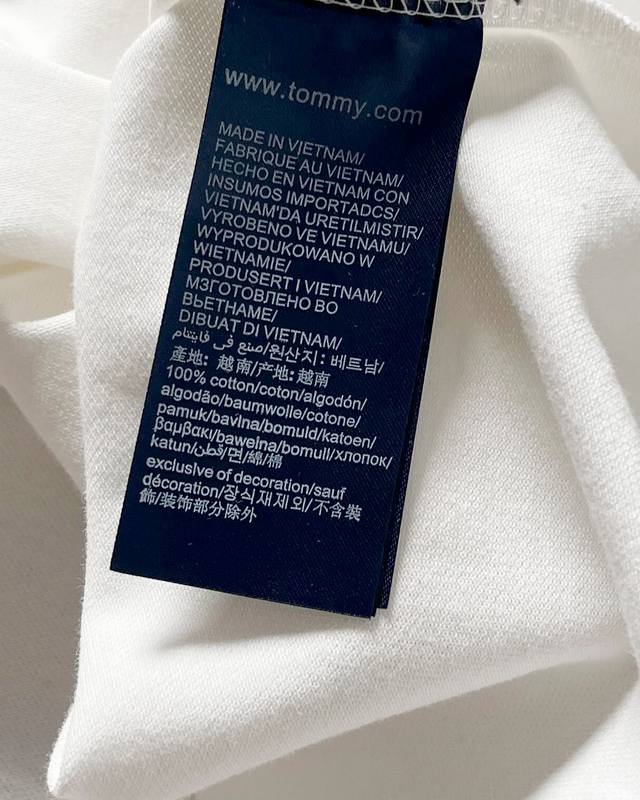 www.tommy.com
MADE IN VIETNAM/
FABRIQUE AU VIETNAM/
HECHO EN VIETNAM CON
INSUMOS IMPORTADCS/
VIETNAM'DA URETILMISTIR/
VYROBENO VE VIETNAMU/
WYPRODUKOWANO W
WIETNAMIE/
PRODUSERT I VIETNAM/
МЗГОТОВЛЕНО ВО
ВЬЕТНАМЕ/
DIBUAT DI VIETNAM/
صنع في فايتنام/원산지: 베트남/
產地: 越南/产地: 越南
100% cotton/coton/algodón/
algodão/baumwolle/cotone/
pamuk/bavlna/bomuld/katoen/
βαμβακι/bawelna/bomull/хлопок/
katun/قطن/면/綿/棉
exclusive of decoration/sauf
décoration/장식재제외/不含裝
飾/装饰部分除外